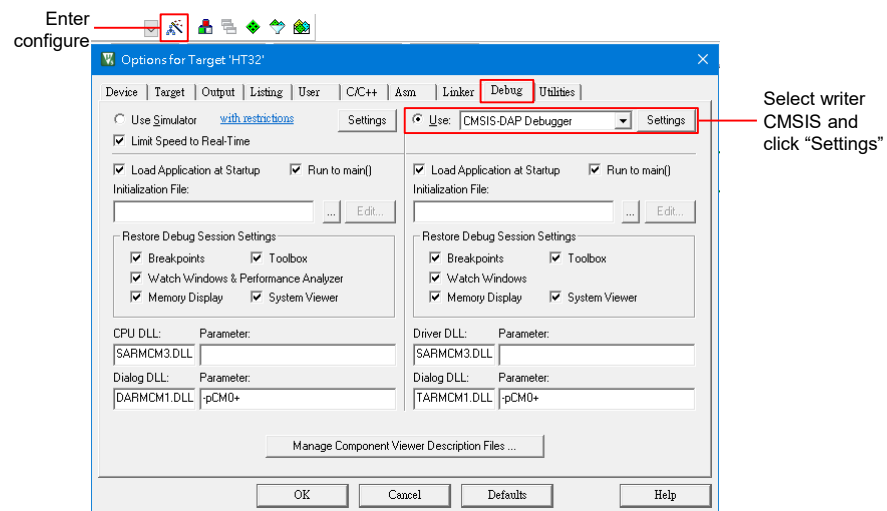 Enter
configure
Options for Target 'HT32'
Device Target Output Listing User C/C++ Asm Linker Debug Utilities
Use Simulator with restrictions Settings
Limit Speed to Real-Time
Use: CMSIS-DAP Debugger Settings
Select writer
CMSIS and
click “Settings”
Load Application at Startup Run to main()
Initialization File:
... Edit...
Restore Debug Session Settings
Breakpoints Toolbox
Watch Windows & Performance Analyzer
Memory Display System Viewer
Load Application at Startup Run to main()
Initialization File:
... Edit...
Restore Debug Session Settings
Breakpoints Toolbox
Watch Windows
Memory Display System Viewer
CPU DLL: Parameter:
SARMCM3.DLL
Dialog DLL: Parameter:
DARMCM1.DLL -pCM0+
Driver DLL: Parameter:
SARMCM3.DLL
Dialog DLL: Parameter:
TARMCM1.DLL -pCM0+
Manage Component Viewer Description Files ...
OK Cancel Defaults Help